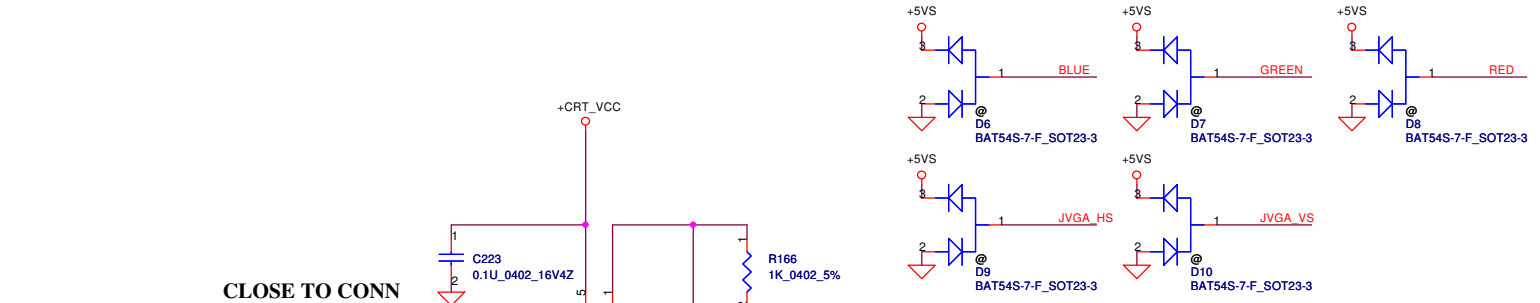 +5VS
+5VS
+5VS
3
3
3
1
BLUE
1
GREEN
1
RED
2
2
2
@
D6
BAT54S-7-F_SOT23-3
@
D7
BAT54S-7-F_SOT23-3
@
D8
BAT54S-7-F_SOT23-3
+CRT_VCC
+5VS
+5VS
3
3
1
JVGA_HS
1
JVGA_VS
2
2
@
D9
BAT54S-7-F_SOT23-3
@
D10
BAT54S-7-F_SOT23-3
1
C223
0.1U_0402_16V4Z
2
5
1
1
R166
1K_0402_5%
CLOSE TO CONN